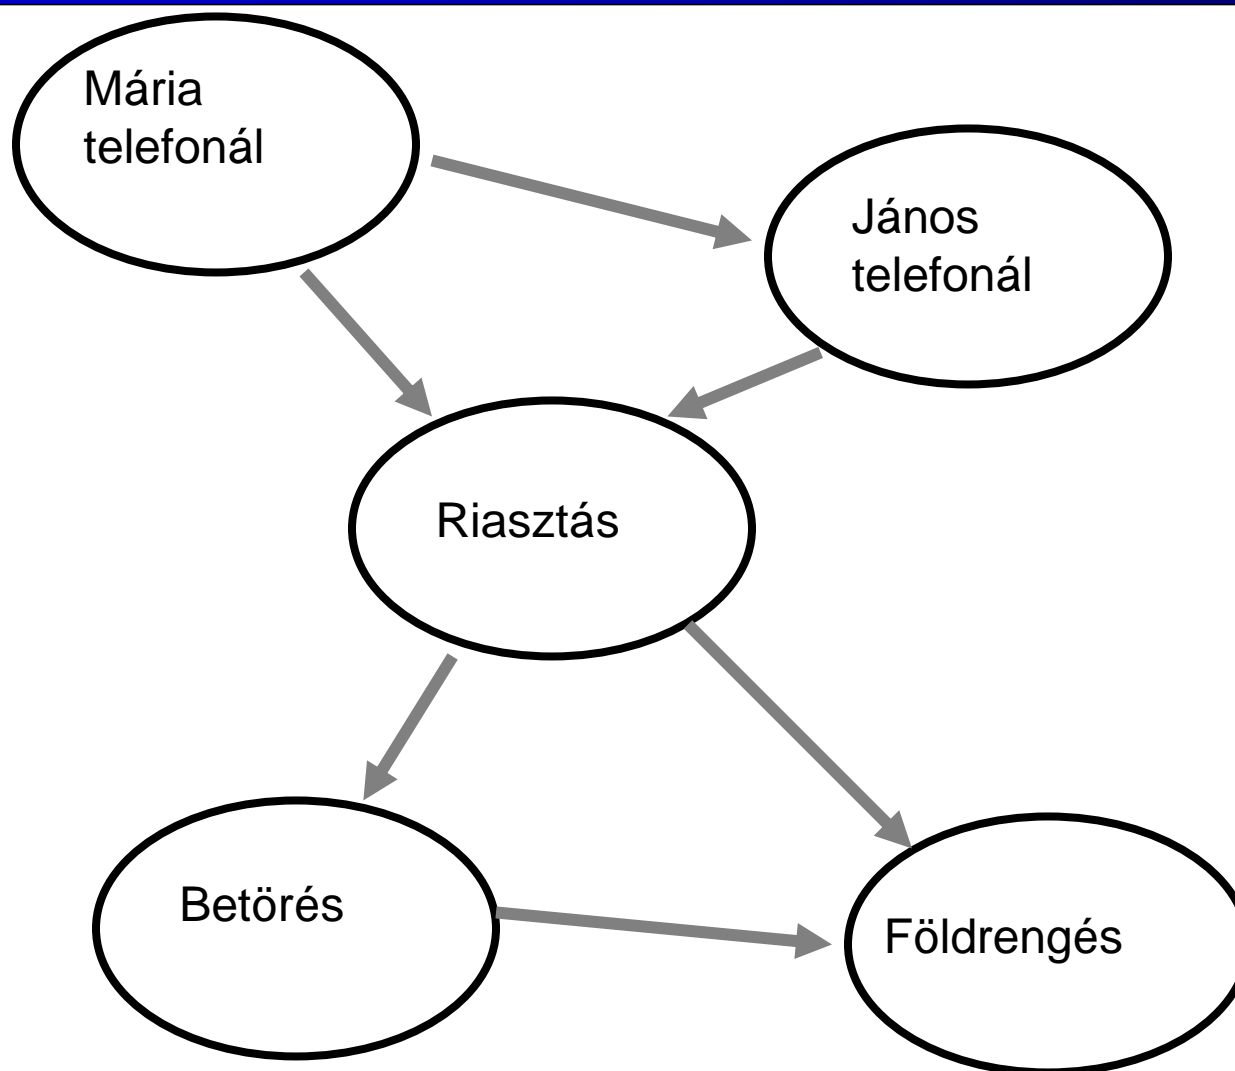 Mária
telefonál
János
telefonál
Riasztás
Betörés
Földrengés